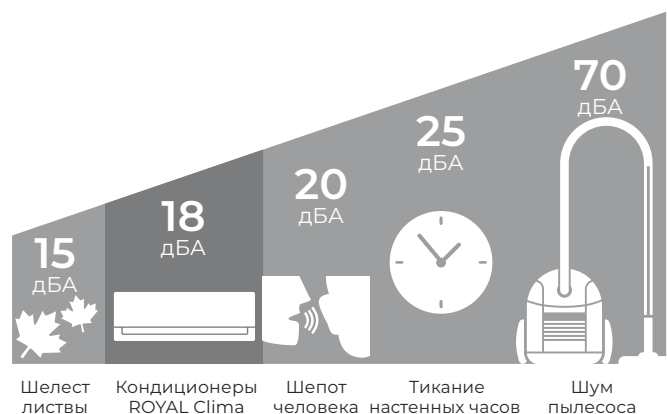 15
дБА
18
дБА
20
дБА
25
дБА
70
дБА
Шелест
листвы
Кондиционеры
ROYAL Clima
Шепот
человека
Тикание
настенных часов
Шум
пылесоса